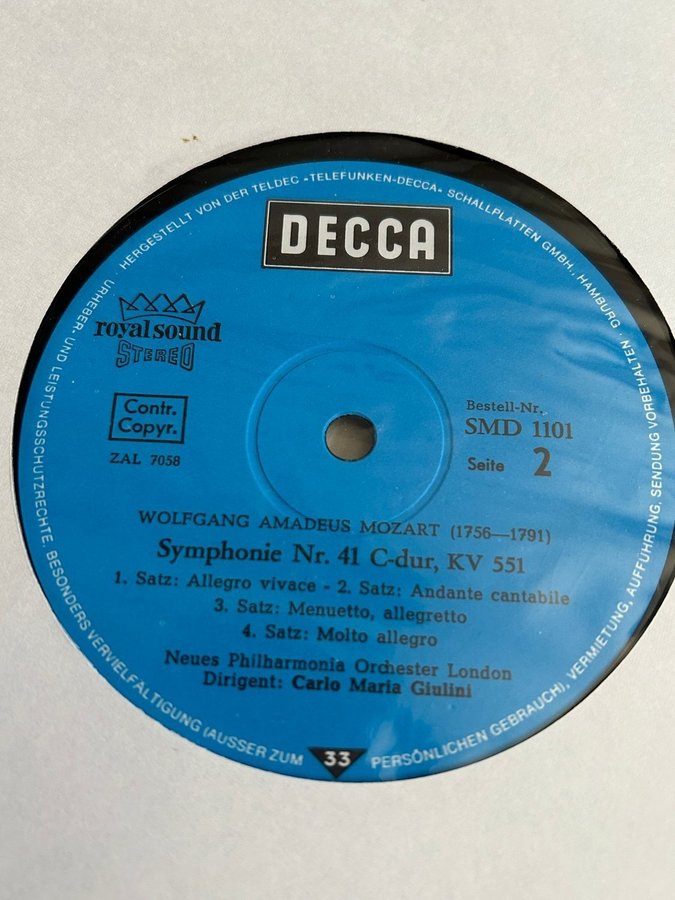 URHEBER- UND LEISTUNGSSCHUTZRECHTE, BESONDERS VERVIELFÄLTIGUNG (AUSSER ZUM PERSÖNLICHEN GEBRAUCH), VERMIETUNG, AUFFÜHRUNG, SENDUNG VORBEHALTEN · HERGESTELLT VON DER TELDEC »TELEFUNKEN-DECCA« SCHALLPLATTEN GMBH., HAMBURG ·
DECCA
royal sound
STEREO
Contr.
Copyr.
ZAL 7058
Bestell-Nr.
SMD 1101
Seite 2
WOLFGANG AMADEUS MOZART (1756—1791)
Symphonie Nr. 41 C-dur, KV 551
1. Satz: Allegro vivace - 2. Satz: Andante cantabile
3. Satz: Menuetto, allegretto
4. Satz: Molto allegro
Neues Philharmonia Orchester London
Dirigent: Carlo Maria Giulini
33